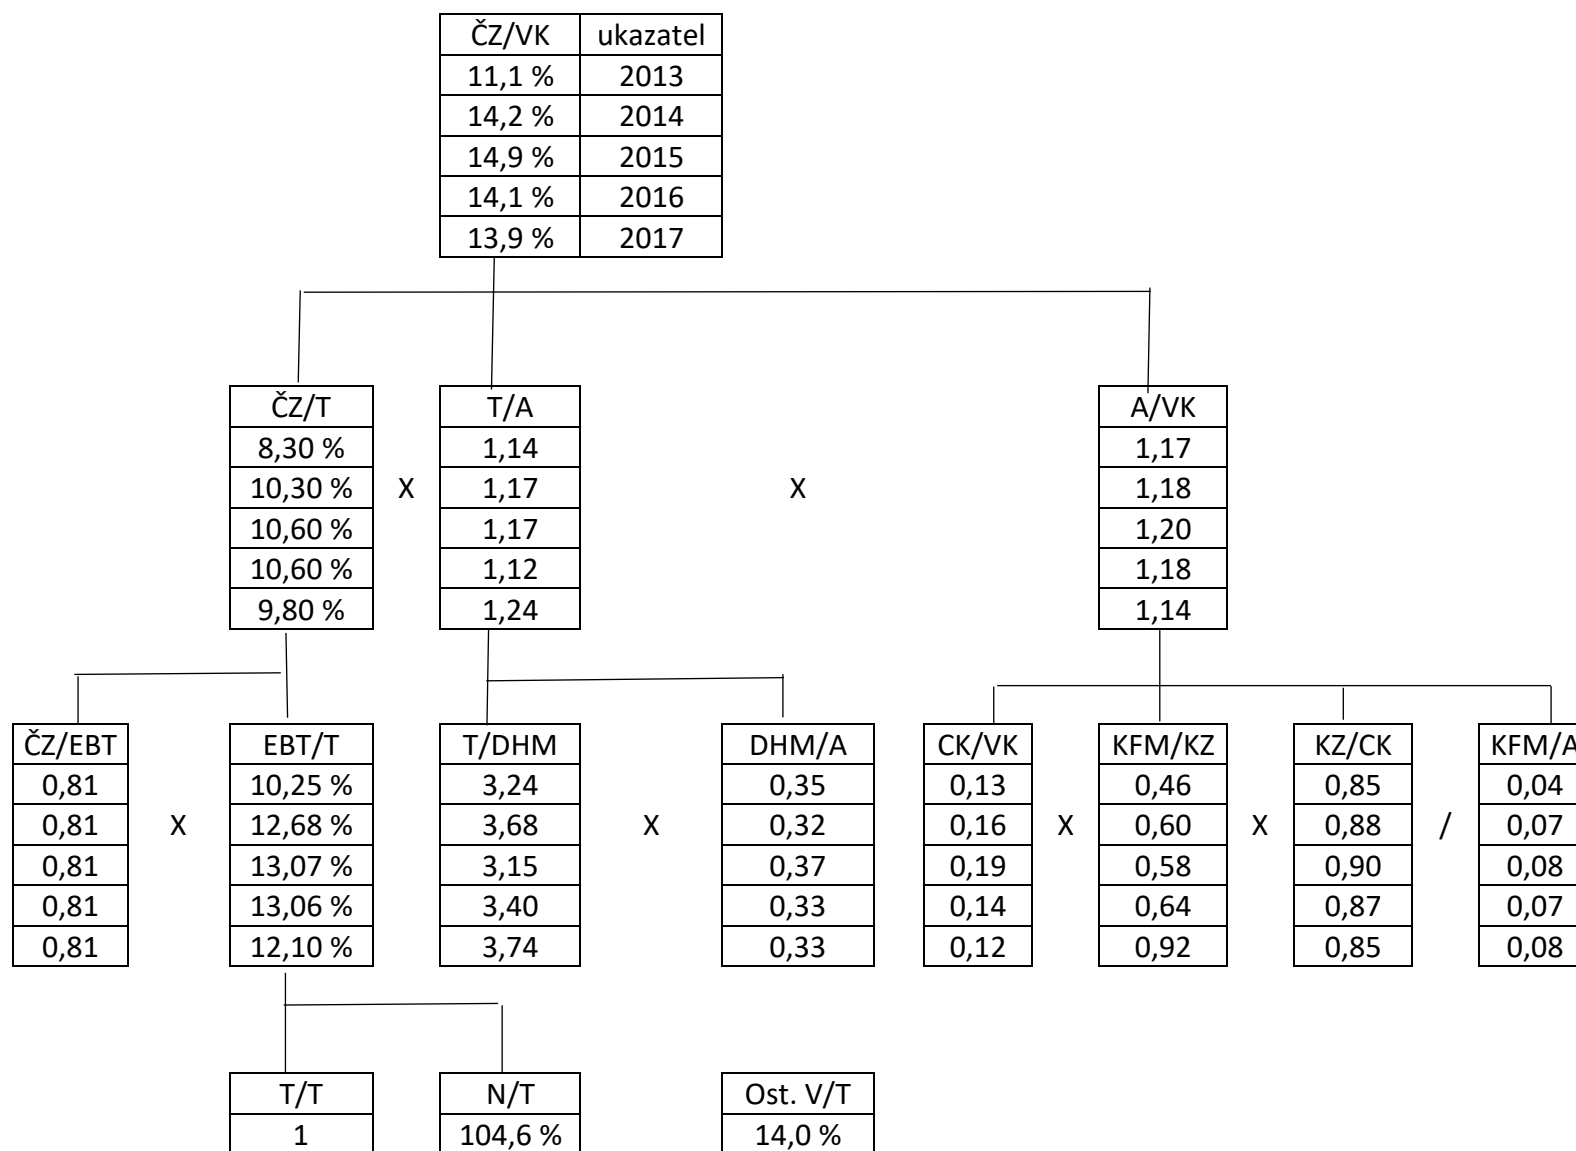 ČZ/VK ukazatel
11,1 % 2013
14,2 % 2014
14,9 % 2015
14,1 % 2016
13,9 % 2017
ČZ/T T/A A/VK
8,30 % 1,14 1,17
10,30 % X 1,17 X 1,18
10,60 % 1,17 1,20
10,60 % 1,12 1,18
9,80 % 1,24 1,14
ČZ/EBT EBT/T T/DHM DHM/A CK/VK KFM/KZ KZ/CK KFM/A
0,81 10,25 % 3,24 0,35 0,13 0,46 0,85 0,04
0,81 X 12,68 % 3,68 X 0,32 0,16 X 0,60 X 0,88 / 0,07
0,81 13,07 % 3,15 0,37 0,19 0,58 0,90 0,08
0,81 13,06 % 3,40 0,33 0,14 0,64 0,87 0,07
0,81 12,10 % 3,74 0,33 0,12 0,92 0,85 0,08
T/T N/T Ost. V/T
1 104,6 % 14,0 %